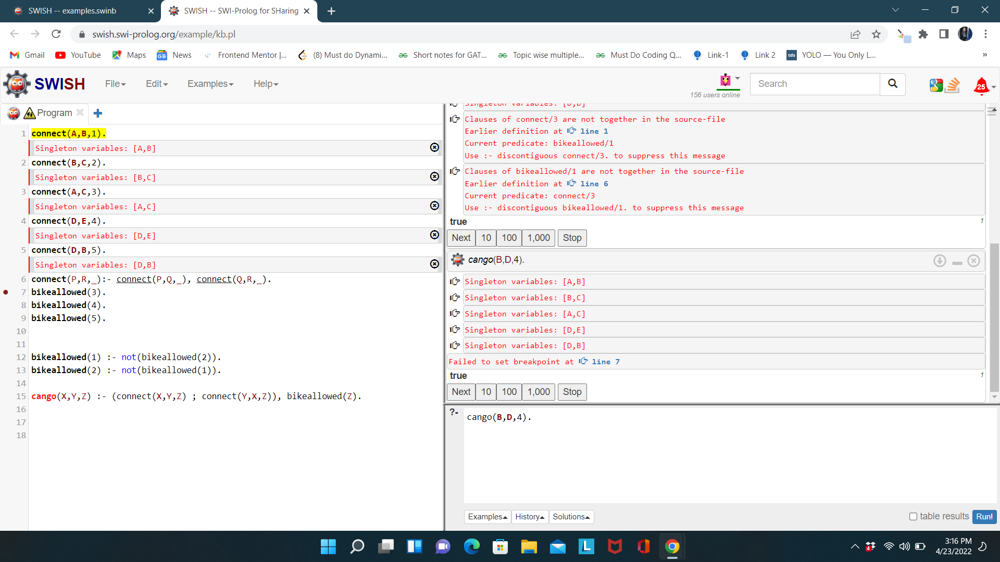 SWISH -- examples.swinb
SWISH -- SWI-Prolog for SHaring
swish.swi-prolog.org/example/kb.pl
Gmail YouTube Maps News Frontend Mentor |... (8) Must do Dynami... Short notes for GAT... Topic wise multiple... Must Do Coding Q... Link-1 Link 2 tds YOLO — You Only L... »
SWISH File Edit Examples Help
156 users online
Search
25
Program
1 connect(A,B,1).
Singleton variables: [A,B]
2 connect(B,C,2).
Singleton variables: [B,C]
3 connect(A,C,3).
Singleton variables: [A,C]
4 connect(D,E,4).
Singleton variables: [D,E]
5 connect(D,B,5).
Singleton variables: [D,B]
6 connect(P,R,_):- connect(P,Q,_), connect(Q,R,_).
7 bikeallowed(3).
8 bikeallowed(4).
9 bikeallowed(5).
10
11
12 bikeallowed(1) :- not(bikeallowed(2)).
13 bikeallowed(2) :- not(bikeallowed(1)).
14
15 cango(X,Y,Z) :- (connect(X,Y,Z) ; connect(Y,X,Z)), bikeallowed(Z).
16
17
18
Singleton variables: [D,B]
Clauses of connect/3 are not together in the source-file
Earlier definition at line 1
Current predicate: bikeallowed/1
Use :- discontiguous connect/3. to suppress this message
Clauses of bikeallowed/1 are not together in the source-file
Earlier definition at line 6
Current predicate: connect/3
Use :- discontiguous bikeallowed/1. to suppress this message
true 1
Next 10 100 1,000 Stop
cango(B,D,4).
Singleton variables: [A,B]
Singleton variables: [B,C]
Singleton variables: [A,C]
Singleton variables: [D,E]
Singleton variables: [D,B]
Failed to set breakpoint at line 7
true 1
Next 10 100 1,000 Stop
?- cango(B,D,4).
Examples History Solutions table results Run!
3:16 PM
4/23/2022